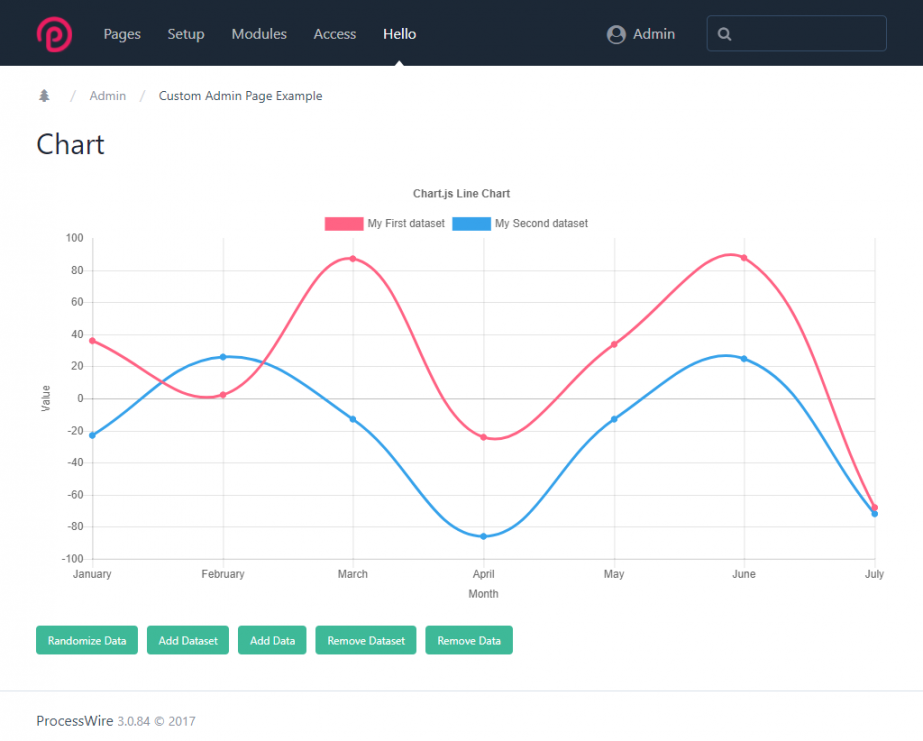 Pages Setup Modules Access Hello Admin
/ Admin / Custom Admin Page Example
Chart
Chart.js Line Chart
My First dataset My Second dataset
100
80
60
40
20
0
-20
-40
-60
-80
-100
Value
January February March April May June July
Month
Randomize Data Add Dataset Add Data Remove Dataset Remove Data
ProcessWire 3.0.84 © 2017